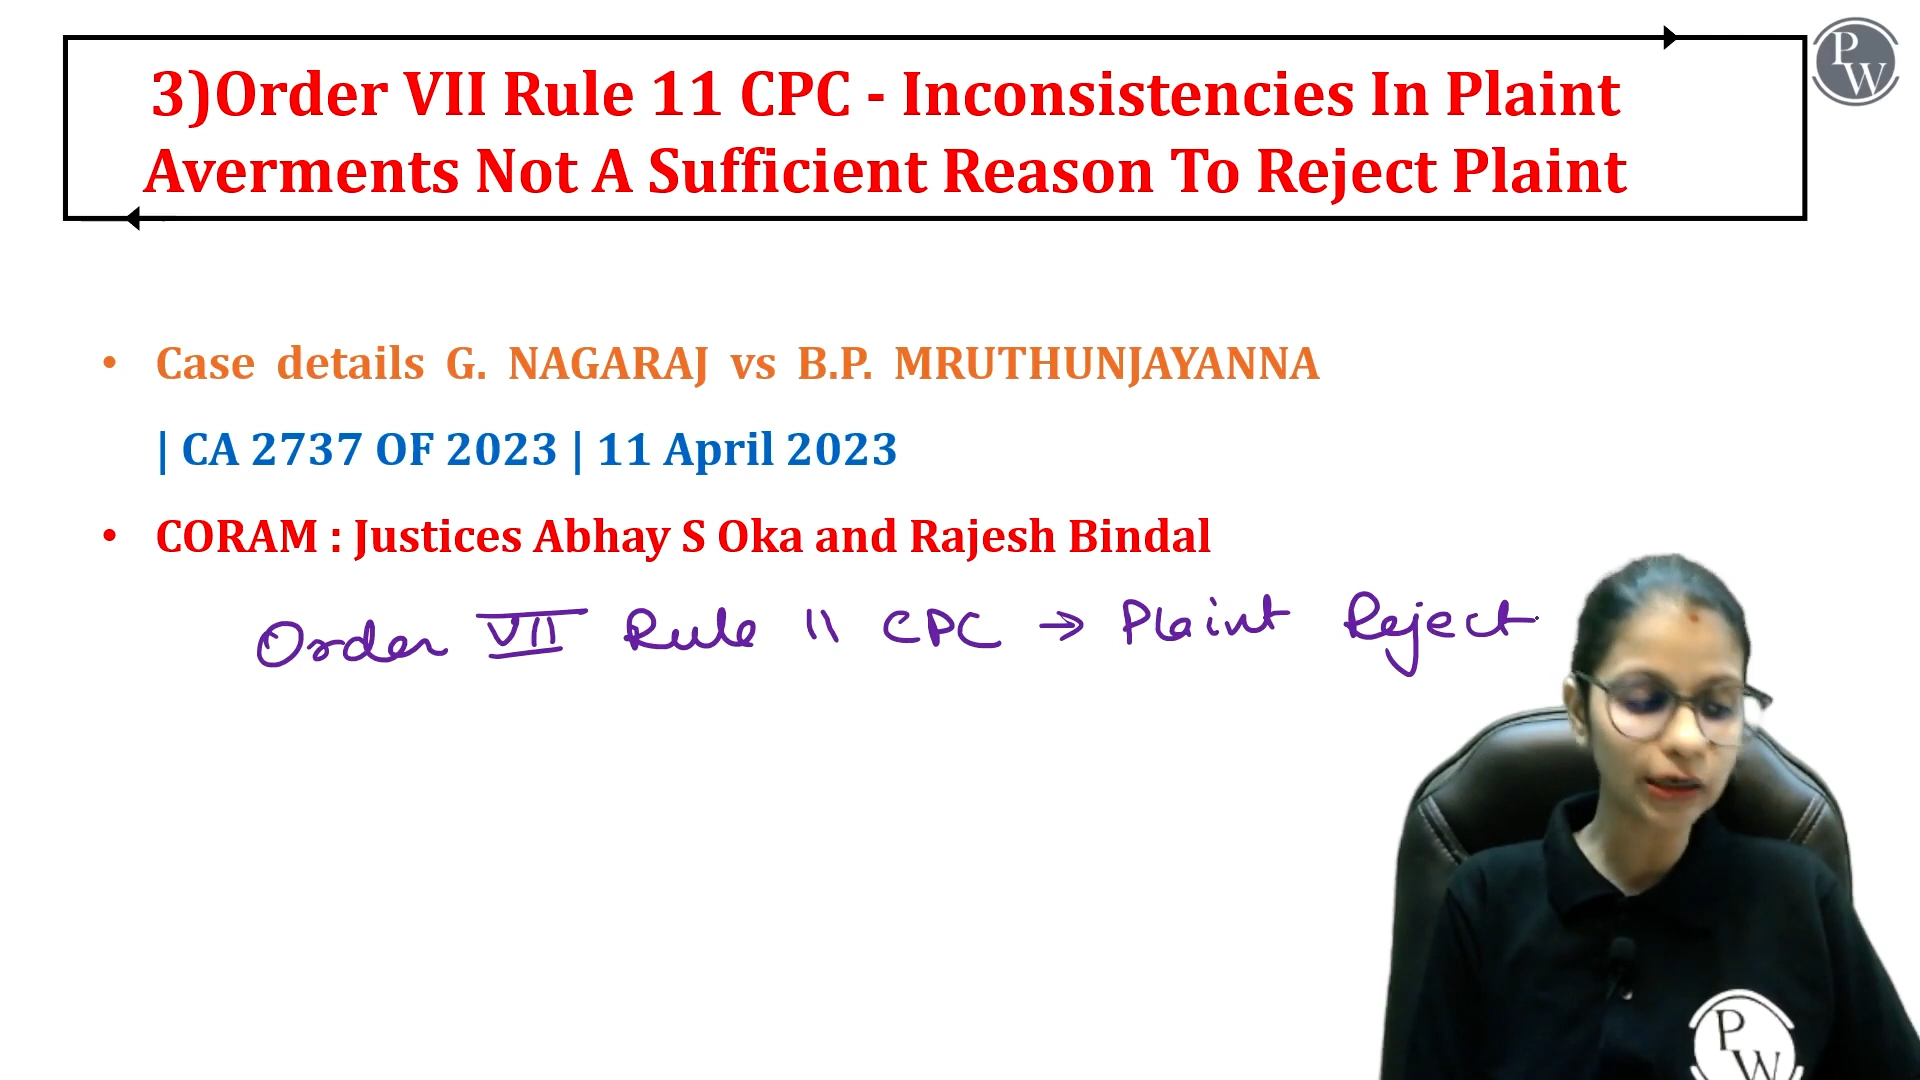 3)Order VII Rule 11 CPC - Inconsistencies In Plaint
Averments Not A Sufficient Reason To Reject Plaint
PW
• Case details G. NAGARAJ vs B.P. MRUTHUNJAYANNA
| CA 2737 OF 2023 | 11 April 2023
• CORAM : Justices Abhay S Oka and Rajesh Bindal
Order VII Rule 11 CPC → Plaint Reject
PW